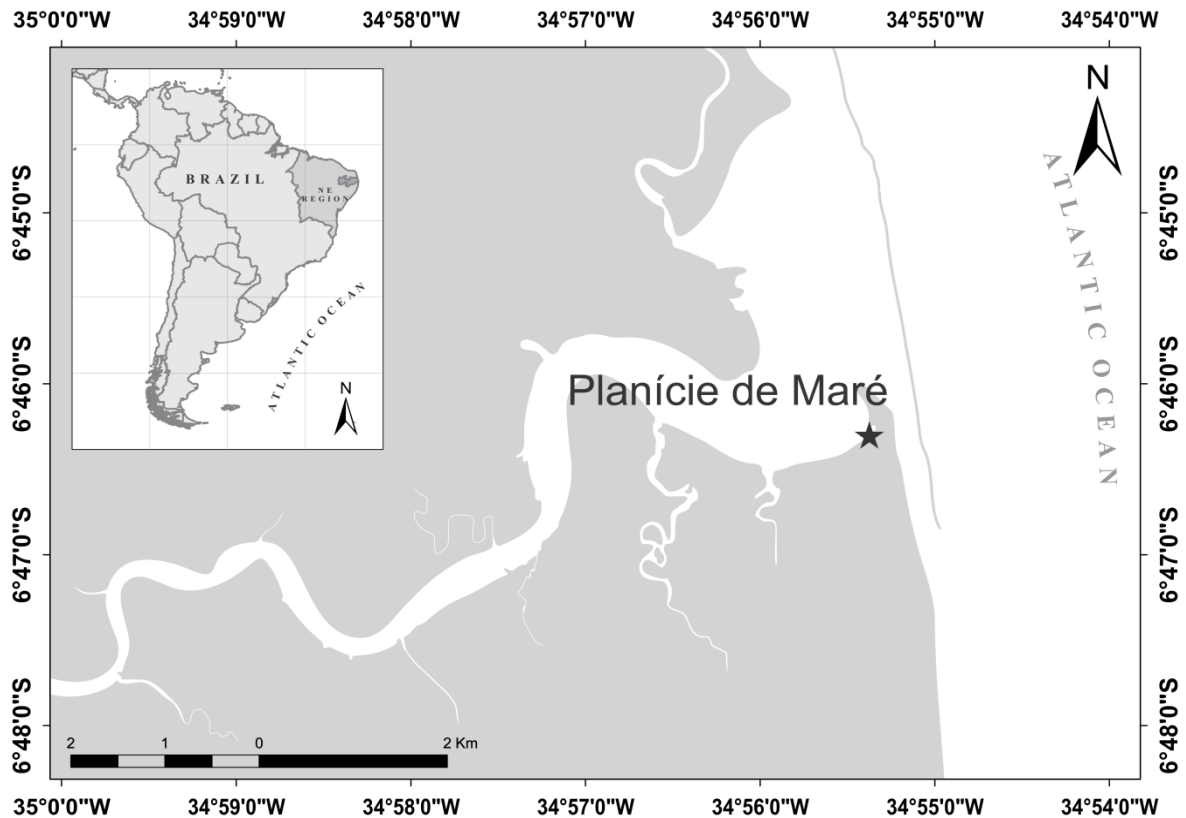 35°0'0"W 34°59'0"W 34°58'0"W 34°57'0"W 34°56'0"W 34°55'0"W 34°54'0"W
N
ATLANTIC OCEAN
BRAZIL
NE
REGION
ATLANTIC OCEAN
N
6°45'0"S 6°45'0"S
6°46'0"S 6°46'0"S
Planície de Maré
6°47'0"S 6°47'0"S
6°48'0"S 6°48'0"S
2 1 0 2 Km
35°0'0"W 34°59'0"W 34°58'0"W 34°57'0"W 34°56'0"W 34°55'0"W 34°54'0"W